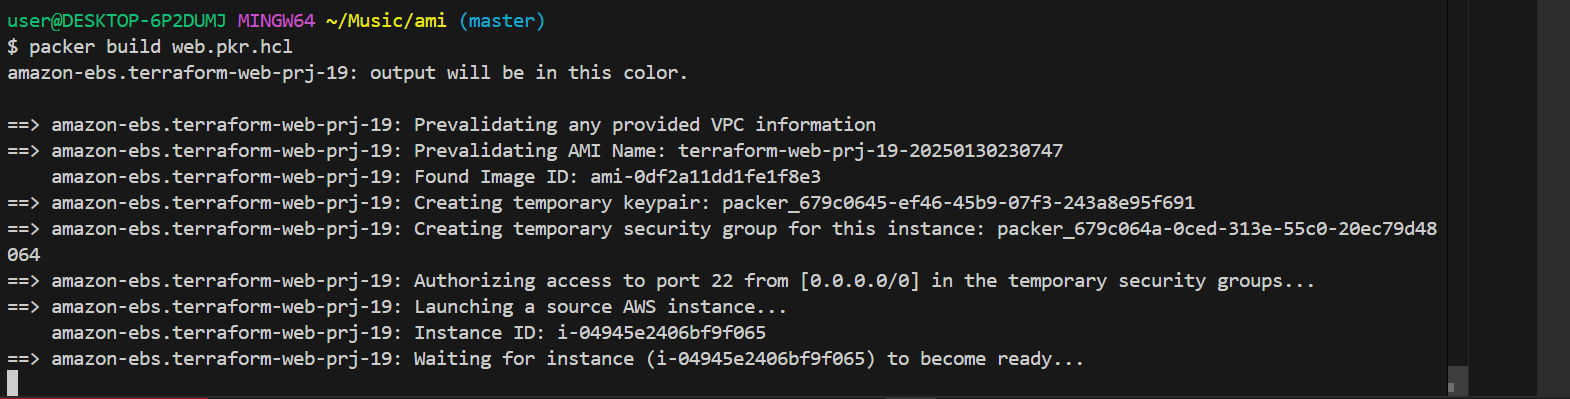 user@DESKTOP-6P2DUMJ MINGW64 ~/Music/ami (master)
$ packer build web.pkr.hcl
amazon-ebs.terraform-web-prj-19: output will be in this color.

==> amazon-ebs.terraform-web-prj-19: Prevalidating any provided VPC information
==> amazon-ebs.terraform-web-prj-19: Prevalidating AMI Name: terraform-web-prj-19-20250130230747
    amazon-ebs.terraform-web-prj-19: Found Image ID: ami-0df2a11dd1fe1f8e3
==> amazon-ebs.terraform-web-prj-19: Creating temporary keypair: packer_679c0645-ef46-45b9-07f3-243a8e95f691
==> amazon-ebs.terraform-web-prj-19: Creating temporary security group for this instance: packer_679c064a-0ced-313e-55c0-20ec79d48
064
==> amazon-ebs.terraform-web-prj-19: Authorizing access to port 22 from [0.0.0.0/0] in the temporary security groups...
==> amazon-ebs.terraform-web-prj-19: Launching a source AWS instance...
    amazon-ebs.terraform-web-prj-19: Instance ID: i-04945e2406bf9f065
==> amazon-ebs.terraform-web-prj-19: Waiting for instance (i-04945e2406bf9f065) to become ready...